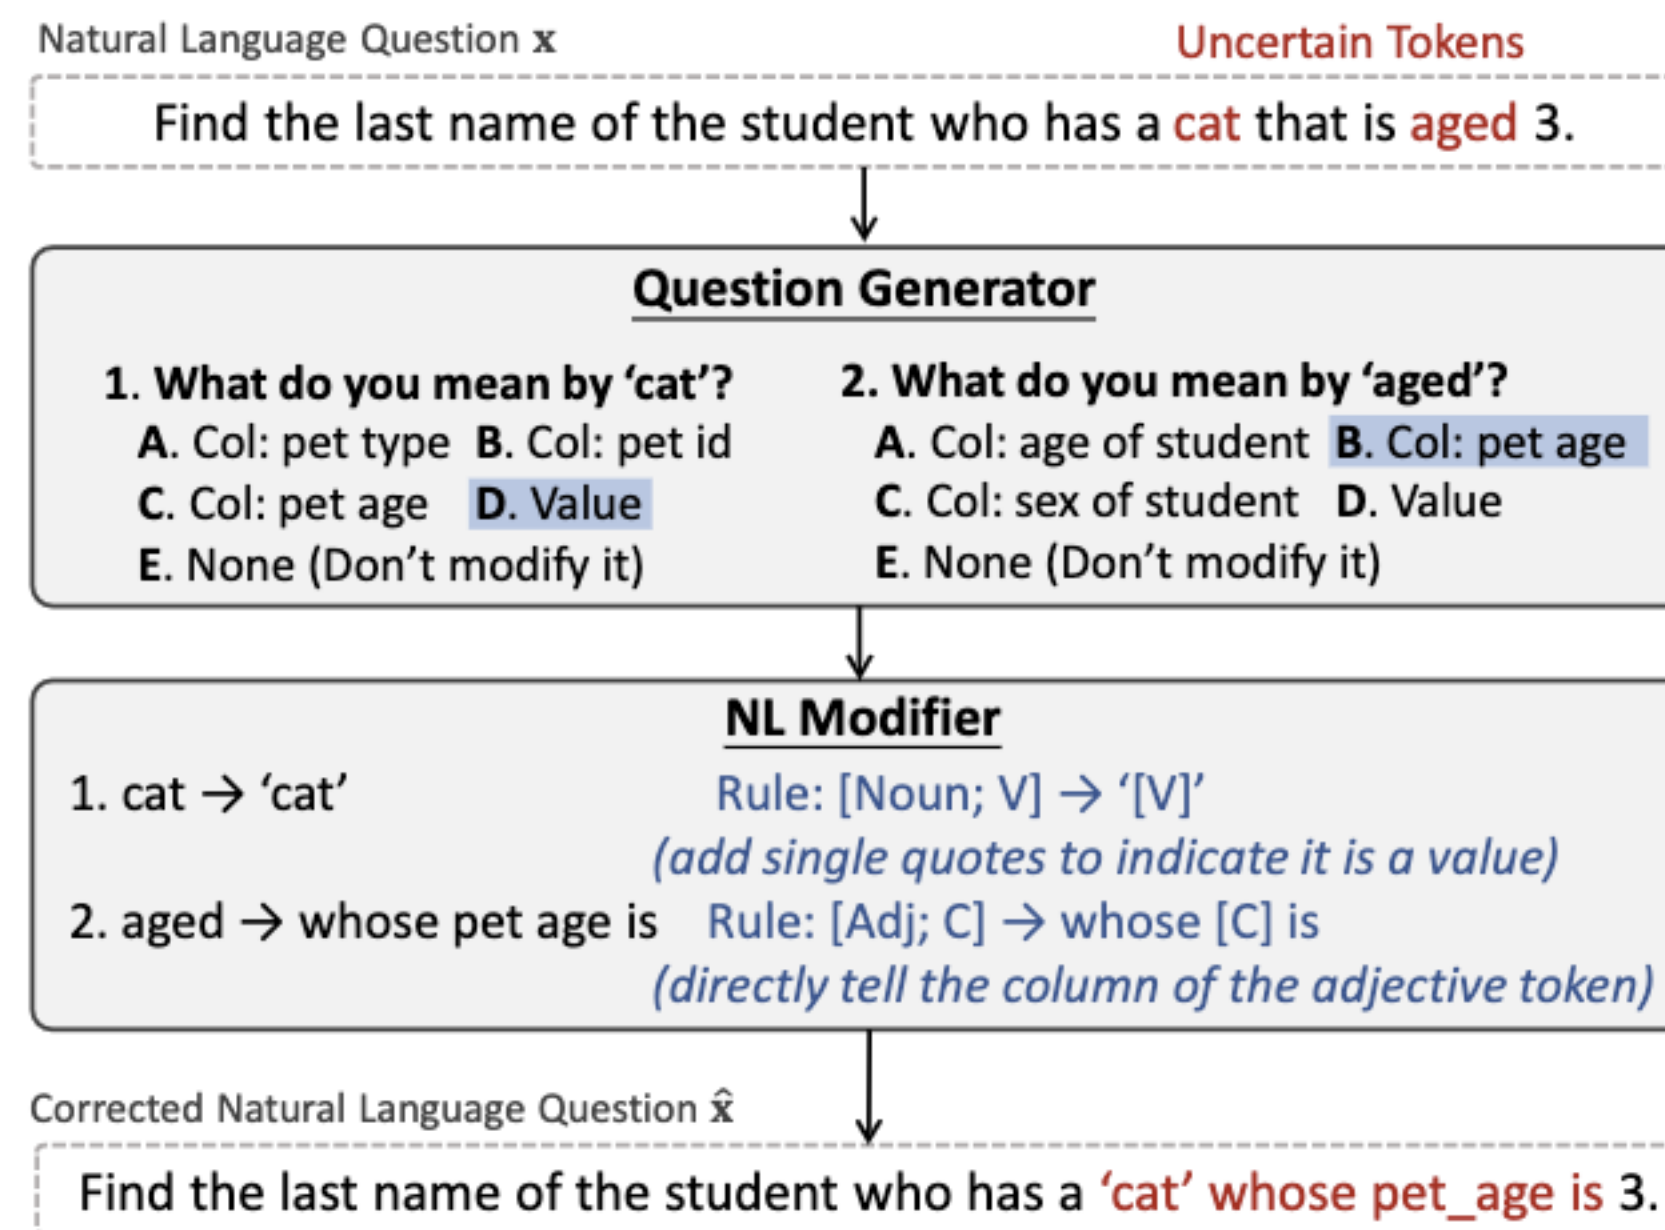 Natural Language Question x
Uncertain Tokens
Find the last name of the student who has a cat that is aged 3.
Question Generator
1. What do you mean by ‘cat’?
A. Col: pet type B. Col: pet id
C. Col: pet age D. Value
E. None (Don’t modify it)
2. What do you mean by ‘aged’?
A. Col: age of student B. Col: pet age
C. Col: sex of student D. Value
E. None (Don’t modify it)
NL Modifier
1. cat → ‘cat’ Rule: [Noun; V] → ‘[V]’
(add single quotes to indicate it is a value)
2. aged → whose pet age is Rule: [Adj; C] → whose [C] is
(directly tell the column of the adjective token)
Corrected Natural Language Question x̂
Find the last name of the student who has a ‘cat’ whose pet_age is 3.